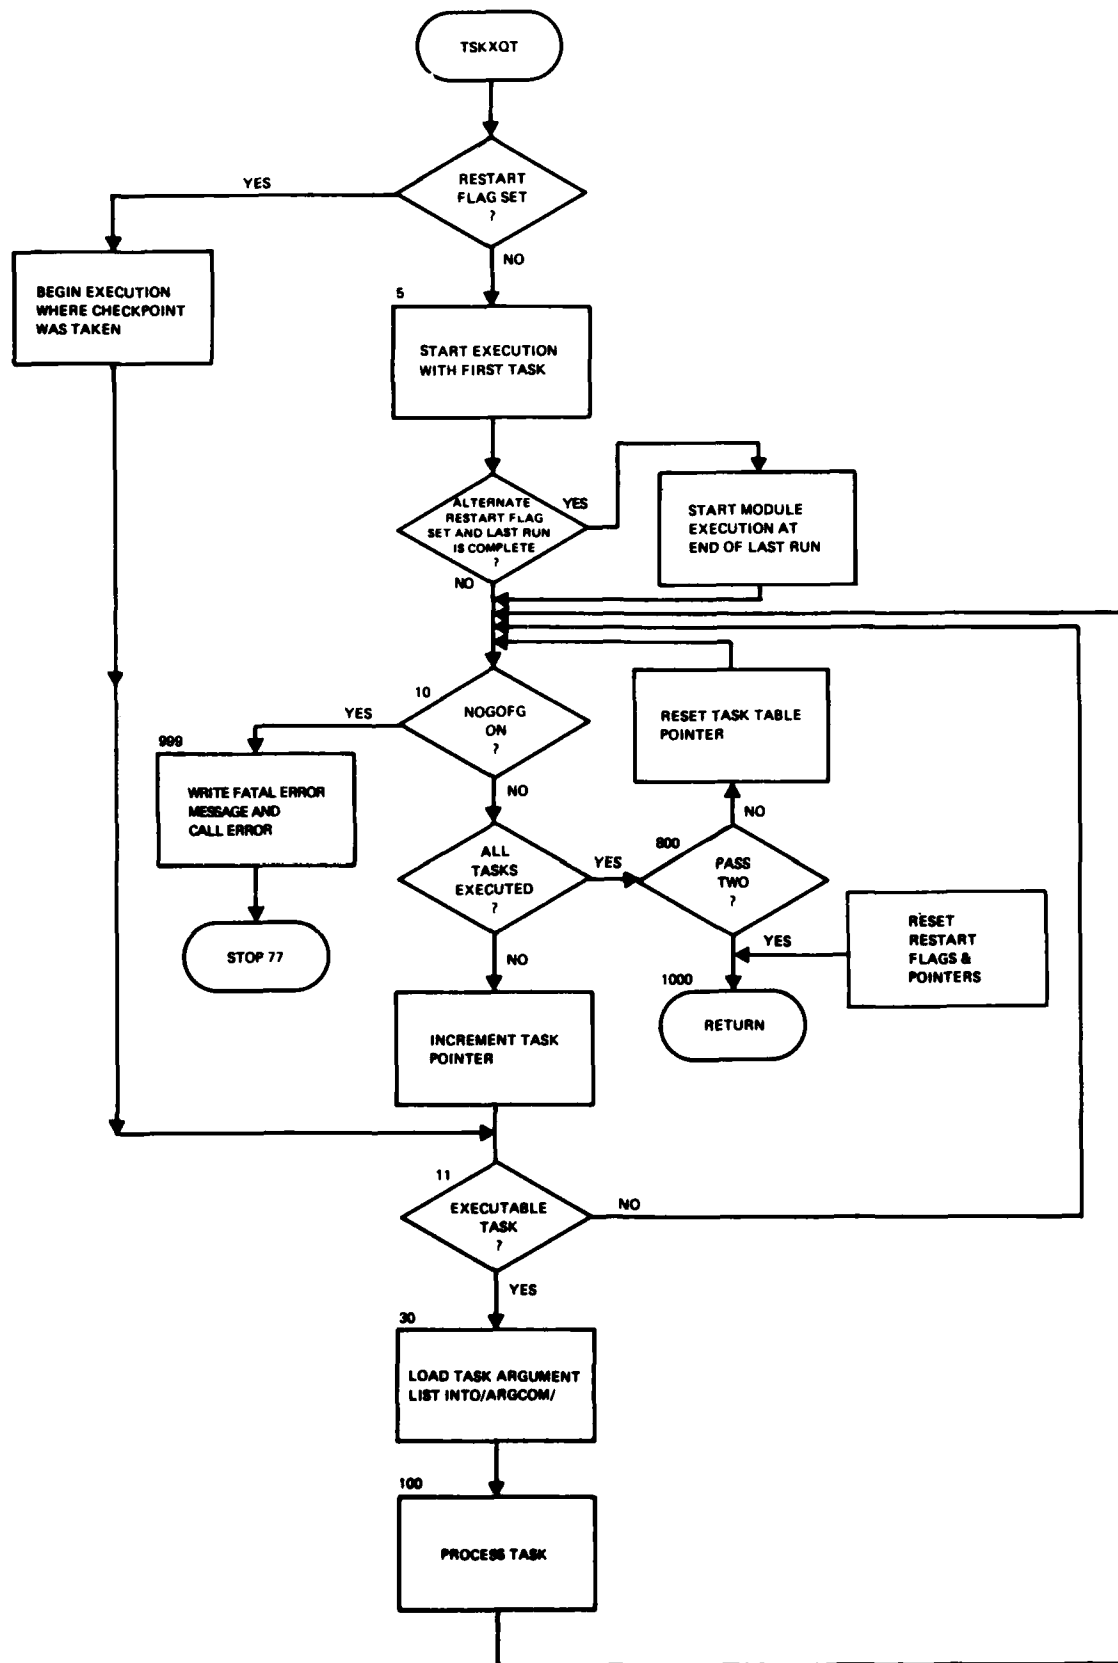 TSKXQT
RESTART
FLAG SET
?
YES
NO
BEGIN EXECUTION
WHERE CHECKPOINT
WAS TAKEN
5
START EXECUTION
WITH FIRST TASK
ALTERNATE
RESTART FLAG
SET AND LAST RUN
IS COMPLETE
?
YES
NO
START MODULE
EXECUTION AT
END OF LAST RUN
10
NOGOFG
ON
?
YES
NO
RESET TASK TABLE
POINTER
999
WRITE FATAL ERROR
MESSAGE AND
CALL ERROR
STOP 77
ALL
TASKS
EXECUTED
?
YES
NO
800
PASS
TWO
?
NO
YES
RESET
RESTART
FLAGS &
POINTERS
1000
RETURN
INCREMENT TASK
POINTER
11
EXECUTABLE
TASK
?
NO
YES
30
LOAD TASK ARGUMENT
LIST INTO/ARGCOM/
100
PROCESS TASK